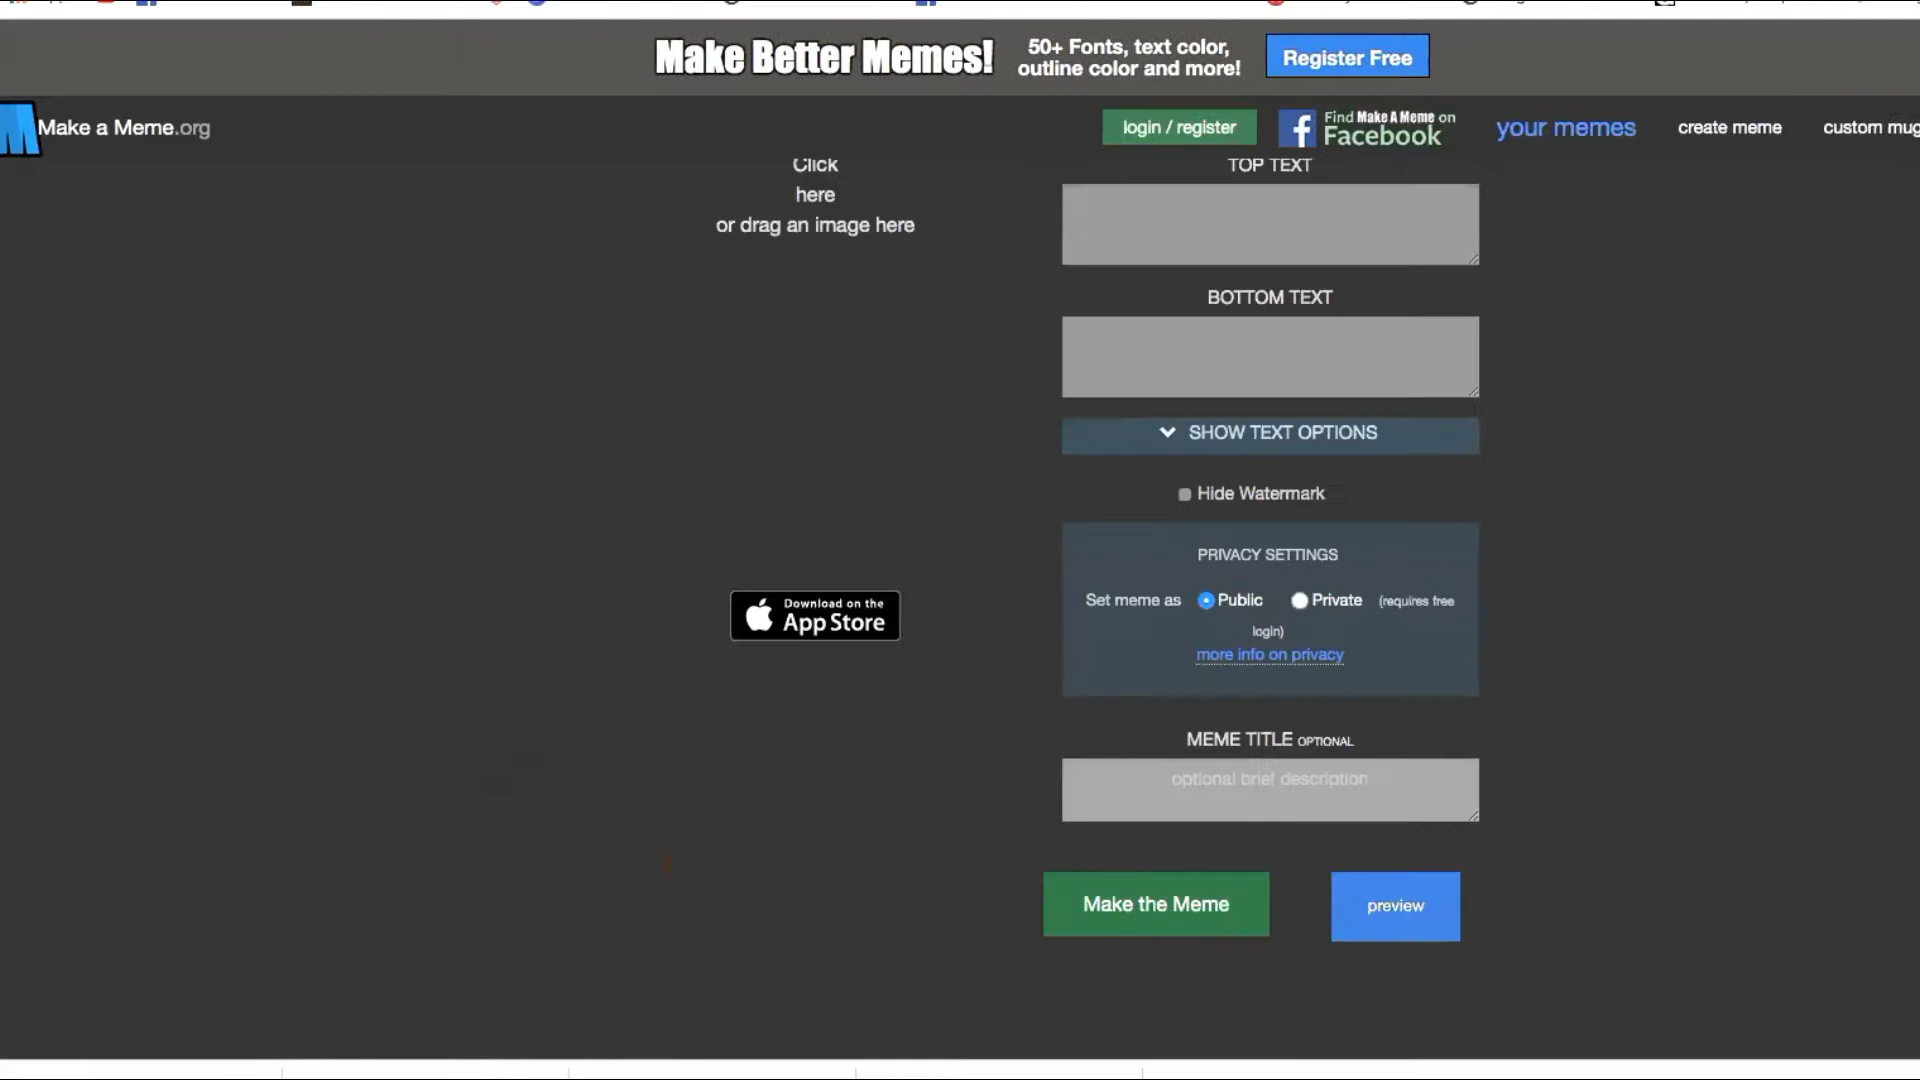 Make Better Memes!
50+ Fonts, text color,
outline color and more!
Register Free
Make a Meme.org
login / register
Find Make A Meme on
Facebook
your memes
create meme
custom mug
Click
here
or drag an image here
TOP TEXT
BOTTOM TEXT
SHOW TEXT OPTIONS
Hide Watermark
PRIVACY SETTINGS
Set meme as Public Private (requires free
login)
more info on privacy
Download on the
App Store
MEME TITLE OPTIONAL
optional brief description
Make the Meme
preview